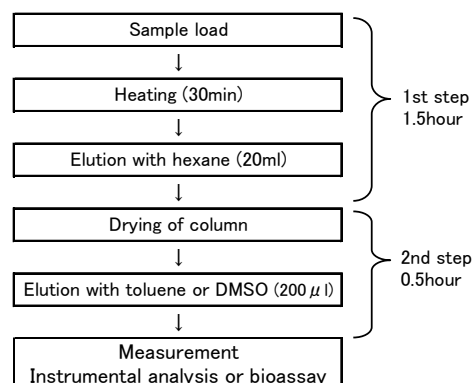 Sample load
↓
Heating (30min)
↓
Elution with hexane (20ml)
↓
1st step
1.5hour
Drying of column
↓
Elution with toluene or DMSO (200μl)
↓
2nd step
0.5hour
Measurement
Instrumental analysis or bioassay